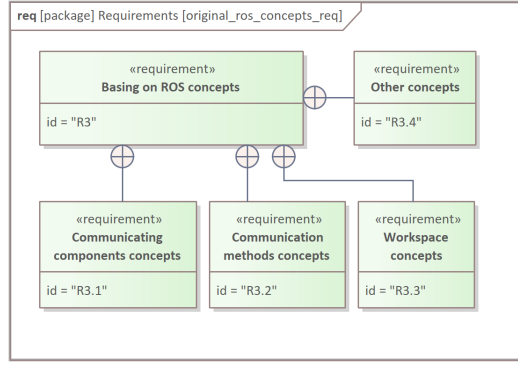 req [package] Requirements [original_ros_concepts_req]
«requirement»
Basing on ROS concepts
id = "R3"
«requirement»
Other concepts
id = "R3.4"
«requirement»
Communicating
components concepts
id = "R3.1"
«requirement»
Communication
methods concepts
id = "R3.2"
«requirement»
Workspace
concepts
id = "R3.3"